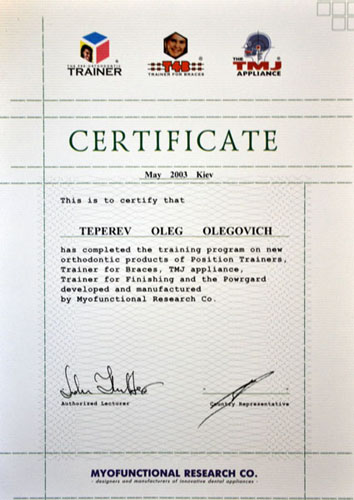 THE PRE-ORTHODONTIC
TRAINER®
T4B®
TRAINER FOR BRACES
THE
TMJ
APPLIANCE
CERTIFICATE
May 2003 Kiev
This is to certify that
TEPEREV OLEG OLEGOVICH
has completed the training program on new
orthodontic products of Position Trainers,
Trainer for Braces, TMJ appliance,
Trainer for Finishing and the Powrgard
developed and manufactured
by Myofunctional Research Co.
Authorized Lecturer
Country Representative
MYOFUNCTIONAL RESEARCH CO.
- designers and manufacturers of innovative dental appliances -